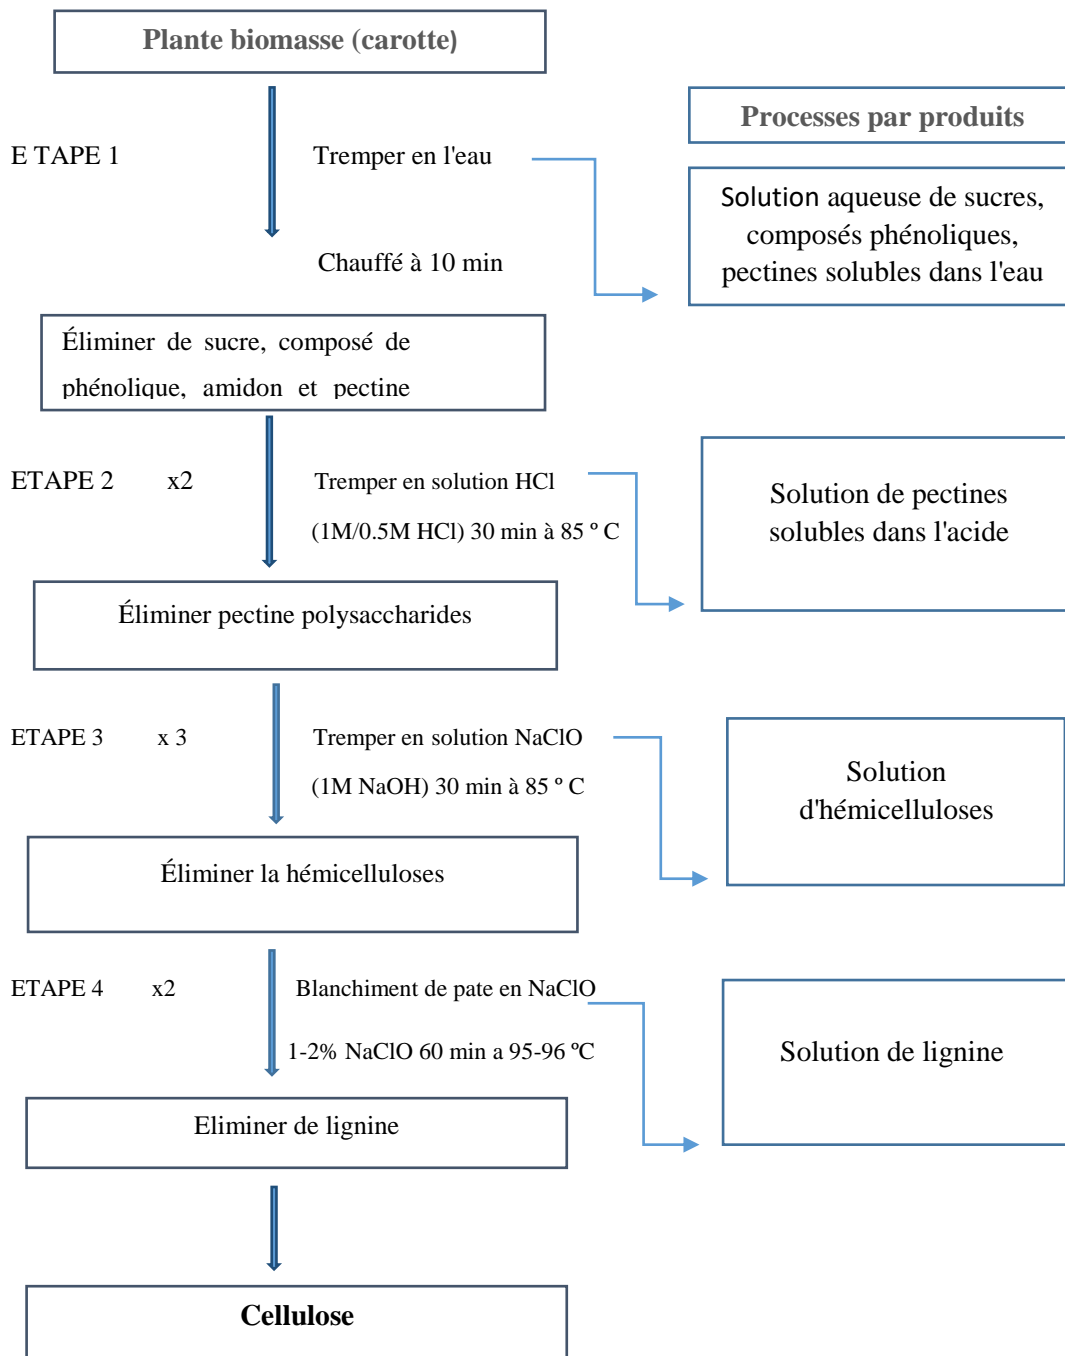 Plante biomasse (carotte)
Processes par produits
E TAPE 1
Tremper en l'eau
Solution aqueuse de sucres,
composés phénoliques,
pectines solubles dans l'eau
Chauffé à 10 min
Éliminer de sucre, composé de
phénolique, amidon et pectine
ETAPE 2 x2
Tremper en solution HCl
(1M/0.5M HCl) 30 min à 85 º C
Solution de pectines
solubles dans l'acide
Éliminer pectine polysaccharides
ETAPE 3 x 3
Tremper en solution NaClO
(1M NaOH) 30 min à 85 º C
Solution
d'hémicelluloses
Éliminer la hémicelluloses
ETAPE 4 x2
Blanchiment de pate en NaClO
1-2% NaClO 60 min a 95-96 ºC
Solution de lignine
Eliminer de lignine
Cellulose